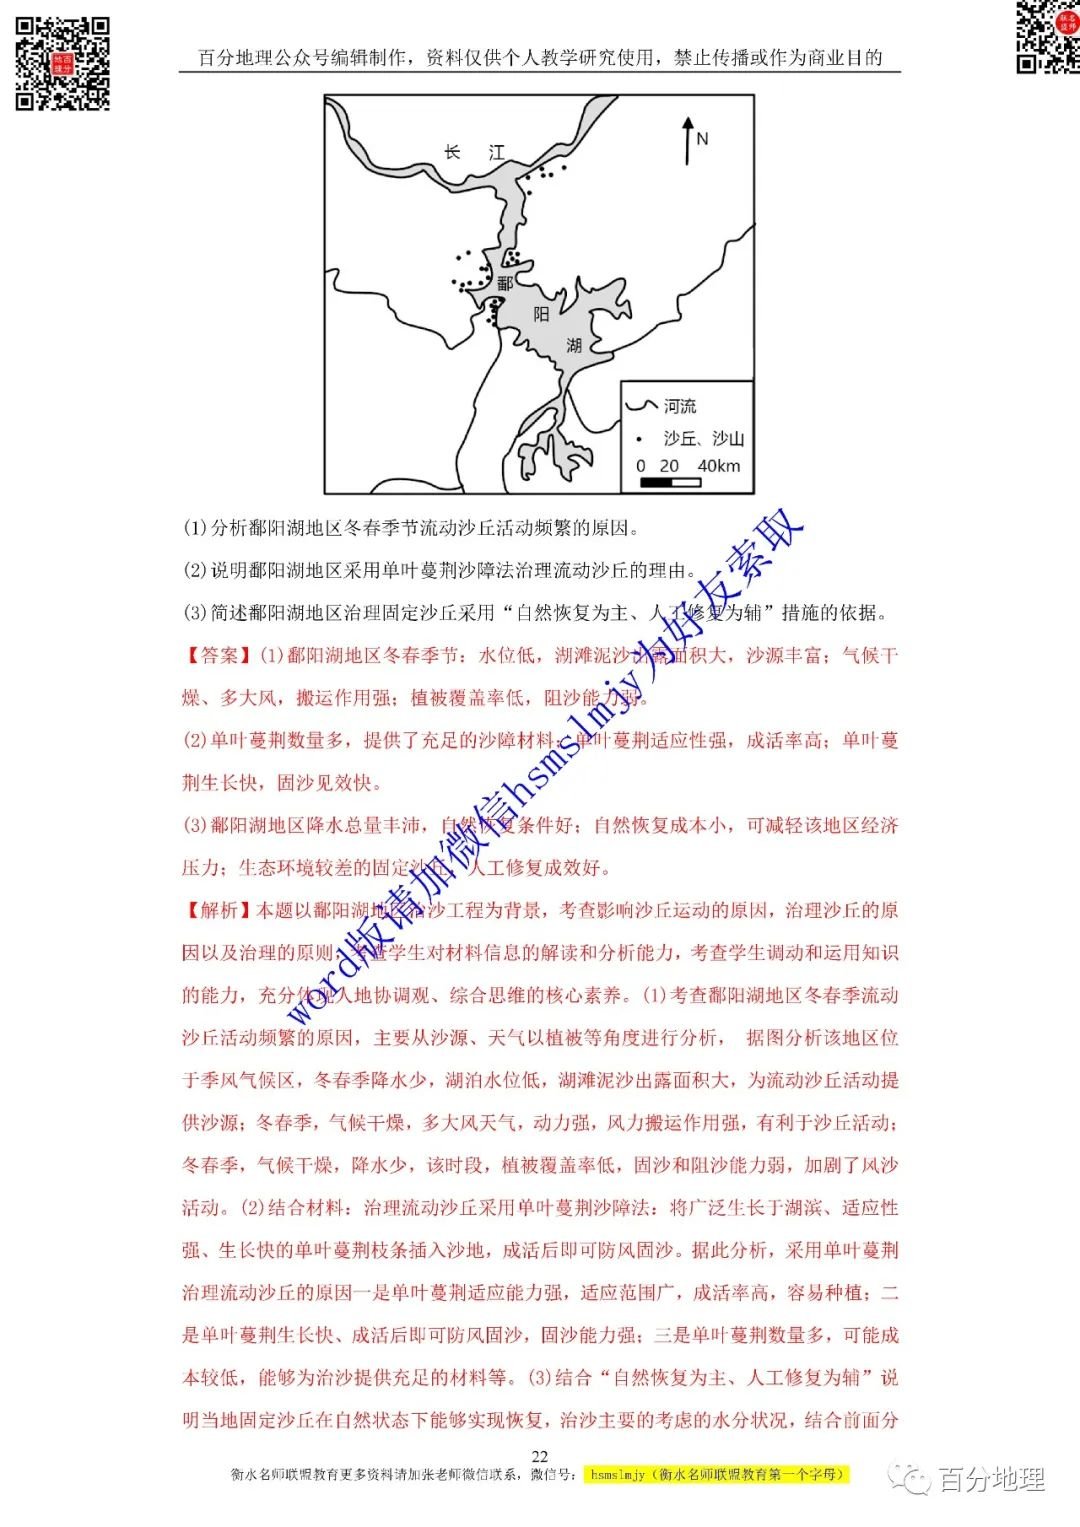 百分地理公众号编辑制作，资料仅供个人教学研究使用，禁止传播或作为商业目的
长 江
N
鄱
阳
湖
河流
沙丘、沙山
0 20 40km
(1)分析鄱阳湖地区冬春季节流动沙丘活动频繁的原因。
(2)说明鄱阳湖地区采用单叶蔓荆沙障法治理流动沙丘的理由。
(3)简述鄱阳湖地区治理固定沙丘采用“自然恢复为主、人工修复为辅”措施的依据。
【答案】(1)鄱阳湖地区冬春季节：水位低，湖滩泥沙出露面积大，沙源丰富；气候干
燥、多大风，搬运作用强；植被覆盖率低，阻沙能力弱。
(2)单叶蔓荆数量多，提供了充足的沙障材料；单叶蔓荆适应性强，成活率高；单叶蔓
荆生长快，固沙见效快。
(3)鄱阳湖地区降水总量丰沛，自然恢复条件好；自然恢复成本小，可减轻该地区经济
压力；生态环境较差的固定沙丘，人工修复成效好。
【解析】本题以鄱阳湖地区治沙工程为背景，考查影响沙丘运动的原因，治理沙丘的原
因以及治理的原则，考查学生对材料信息的解读和分析能力，考查学生调动和运用知识
的能力，充分体现人地协调观、综合思维的核心素养。(1)考查鄱阳湖地区冬春季流动
沙丘活动频繁的原因，主要从沙源、天气以植被等角度进行分析， 据图分析该地区位
于季风气候区，冬春季降水少，湖泊水位低，湖滩泥沙出露面积大，为流动沙丘活动提
供沙源；冬春季，气候干燥，多大风天气，动力强，风力搬运作用强，有利于沙丘活动；
冬春季，气候干燥，降水少，该时段，植被覆盖率低，固沙和阻沙能力弱，加剧了风沙
活动。(2)结合材料：治理流动沙丘采用单叶蔓荆沙障法：将广泛生长于湖滨、适应性
强、生长快的单叶蔓荆枝条插入沙地，成活后即可防风固沙。据此分析，采用单叶蔓荆
治理流动沙丘的原因一是单叶蔓荆适应能力强，适应范围广，成活率高，容易种植；二
是单叶蔓荆生长快、成活后即可防风固沙，固沙能力强；三是单叶蔓荆数量多，可能成
本较低，能够为治沙提供充足的材料等。(3)结合“自然恢复为主、人工修复为辅”说
明当地固定沙丘在自然状态下能够实现恢复，治沙主要的考虑的水分状况，结合前面分
word版请加微信hsmslmjy为好友索取
22
衡水名师联盟教育更多资料请加张老师微信联系，微信号：hsmslmjy（衡水名师联盟教育第一个字母）
百分地理